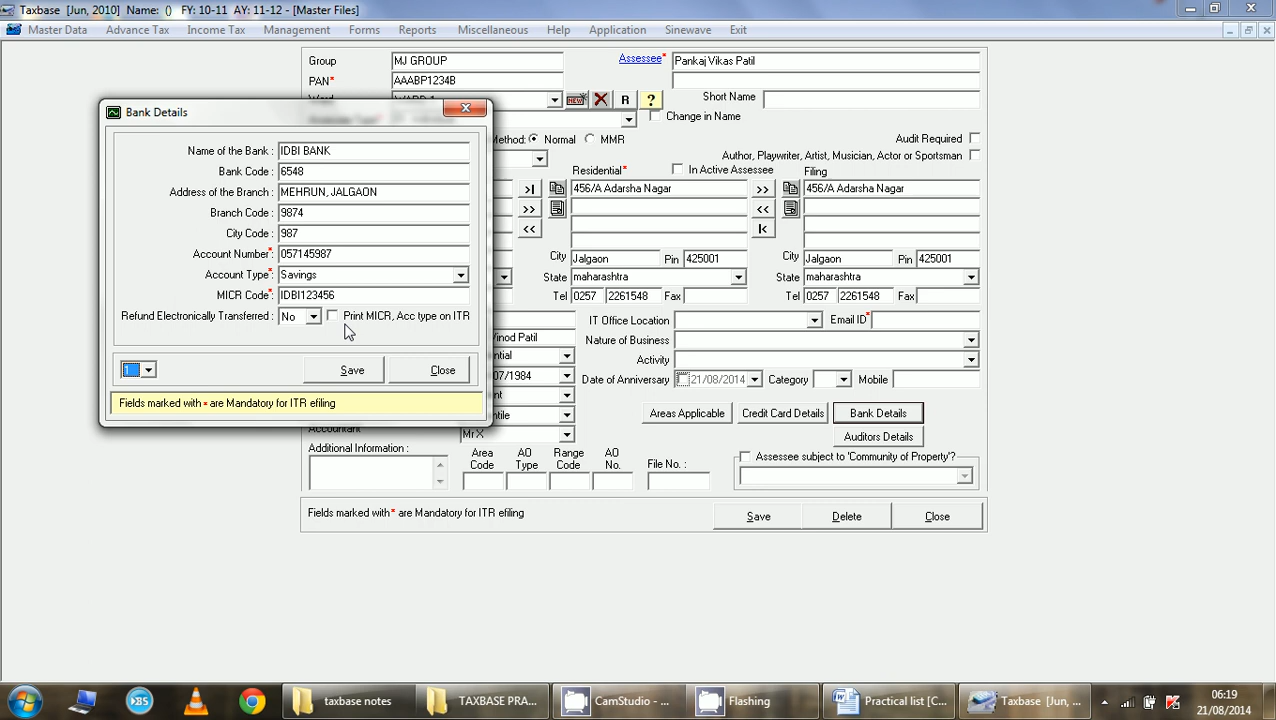 Taxbase [Jun, 2010] Name: () FY: 10-11 AY: 11-12 - [Master Files]
Master Data Advance Tax Income Tax Management Forms Reports Miscellaneous Help Application Sinewave Exit
Group MJ GROUP Assessee* Pankaj Vikas Patil
PAN* AAABP1234B
R ? Short Name
Change in Name
Method: Normal MMR Audit Required
Author, Playwriter, Artist, Musician, Actor or Sportsman
Residential* In Active Assessee Filing
>| 456/A Adarsha Nagar >> 456/A Adarsha Nagar
>> <<
<< |<
City Jalgaon Pin 425001 City Jalgaon Pin 425001
State maharashtra State maharashtra
Tel 0257 2261548 Fax Tel 0257 2261548 Fax
IT Office Location Email ID*
Vinod Patil Nature of Business
Activity
07/1984 Date of Anniversary 21/08/2014 Category Mobile
Areas Applicable Credit Card Details Bank Details
Auditors Details
Accountant Mr X
Additional Information : Area Code AO Type Range Code AO No. File No. : Assessee subject to 'Community of Property'?
Fields marked with* are Mandatory for ITR efiling Save Delete Close
Bank Details
Name of the Bank : IDBI BANK
Bank Code : 6548
Address of the Branch : MEHRUN, JALGAON
Branch Code : 9874
City Code : 987
Account Number* : 057145987
Account Type* : Savings
MICR Code* : IDBI123456
Refund Electronically Transferred : No Print MICR, Acc type on ITR
1 Save Close
Fields marked with * are Mandatory for ITR efiling
taxbase notes TAXBASE PRA... CamStudio - ... Flashing Practical list [C... Taxbase [Jun, ... 06:19
21/08/2014